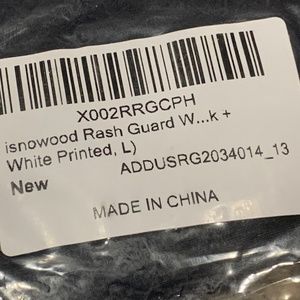 X002RRGCPH
isnowood Rash Guard W...k +
White Printed, L)
New
ADDUSRG2034014_13
MADE IN CHINA